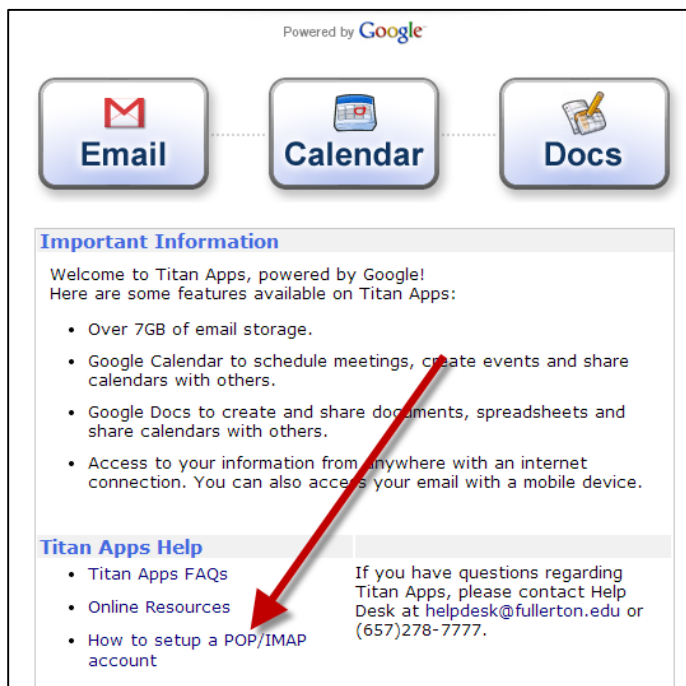 Powered by Google
Email
Calendar
Docs
Important Information
Welcome to Titan Apps, powered by Google!
Here are some features available on Titan Apps:
• Over 7GB of email storage.
• Google Calendar to schedule meetings, create events and share
calendars with others.
• Google Docs to create and share documents, spreadsheets and
share calendars with others.
• Access to your information from anywhere with an internet
connection. You can also access your email with a mobile device.
Titan Apps Help
• Titan Apps FAQs
• Online Resources
• How to setup a POP/IMAP
account
If you have questions regarding
Titan Apps, please contact Help
Desk at helpdesk@fullerton.edu or
(657)278-7777.